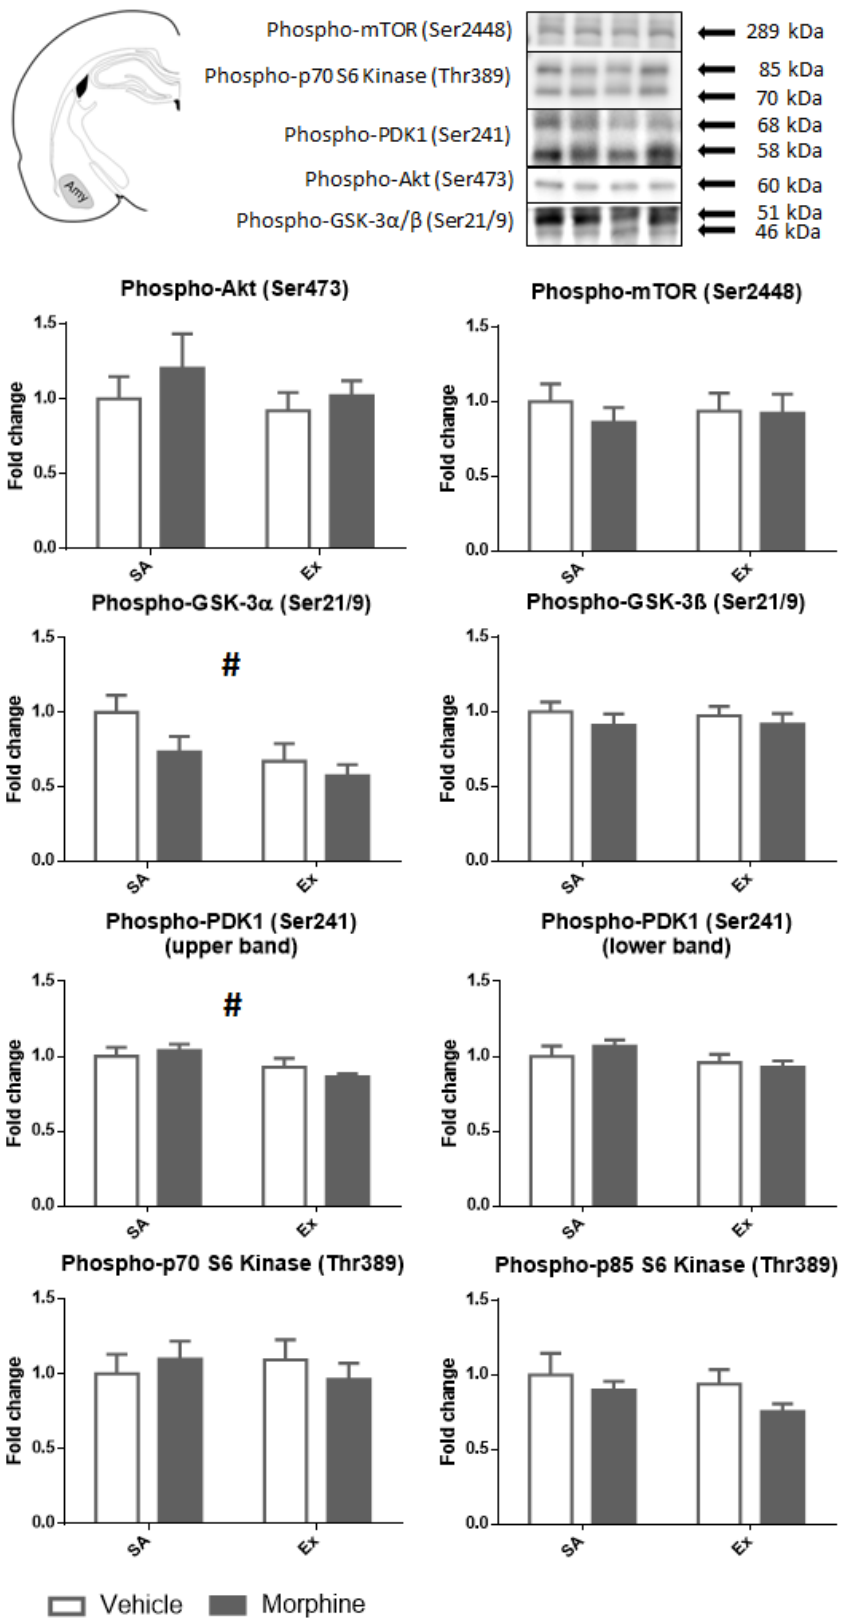 Phospho-mTOR (Ser2448)
289 kDa
Phospho-p70 S6 Kinase (Thr389)
85 kDa
70 kDa
Phospho-PDK1 (Ser241)
68 kDa
58 kDa
Phospho-Akt (Ser473)
60 kDa
Phospho-GSK-3α/β (Ser21/9)
51 kDa
46 kDa
Amy
Phospho-Akt (Ser473)
Fold change
1.5
1.0
0.5
0.0
SA
Ex
Phospho-mTOR (Ser2448)
Fold change
1.5
1.0
0.5
0.0
SA
Ex
Phospho-GSK-3α (Ser21/9)
Fold change
1.5
1.0
0.5
0.0
#
SA
Ex
Phospho-GSK-3ß (Ser21/9)
Fold change
1.5
1.0
0.5
0.0
SA
Ex
Phospho-PDK1 (Ser241)
(upper band)
Fold change
1.5
1.0
0.5
0.0
#
SA
Ex
Phospho-PDK1 (Ser241)
(lower band)
Fold change
1.5
1.0
0.5
0.0
SA
Ex
Phospho-p70 S6 Kinase (Thr389)
Fold change
1.5
1.0
0.5
0.0
SA
Ex
Phospho-p85 S6 Kinase (Thr389)
Fold change
1.5
1.0
0.5
0.0
SA
Ex
Vehicle
Morphine